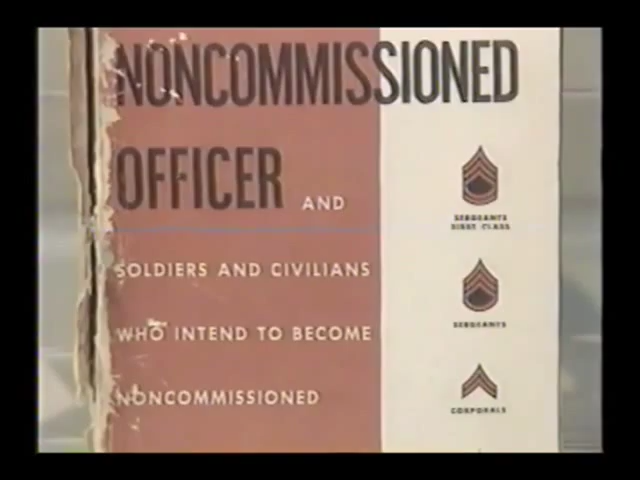 NONCOMMISSIONED
OFFICER AND
SOLDIERS AND CIVILIANS
WHO INTEND TO BECOME
NONCOMMISSIONED
SERGEANTS
FIRST CLASS
SERGEANTS
CORPORALS